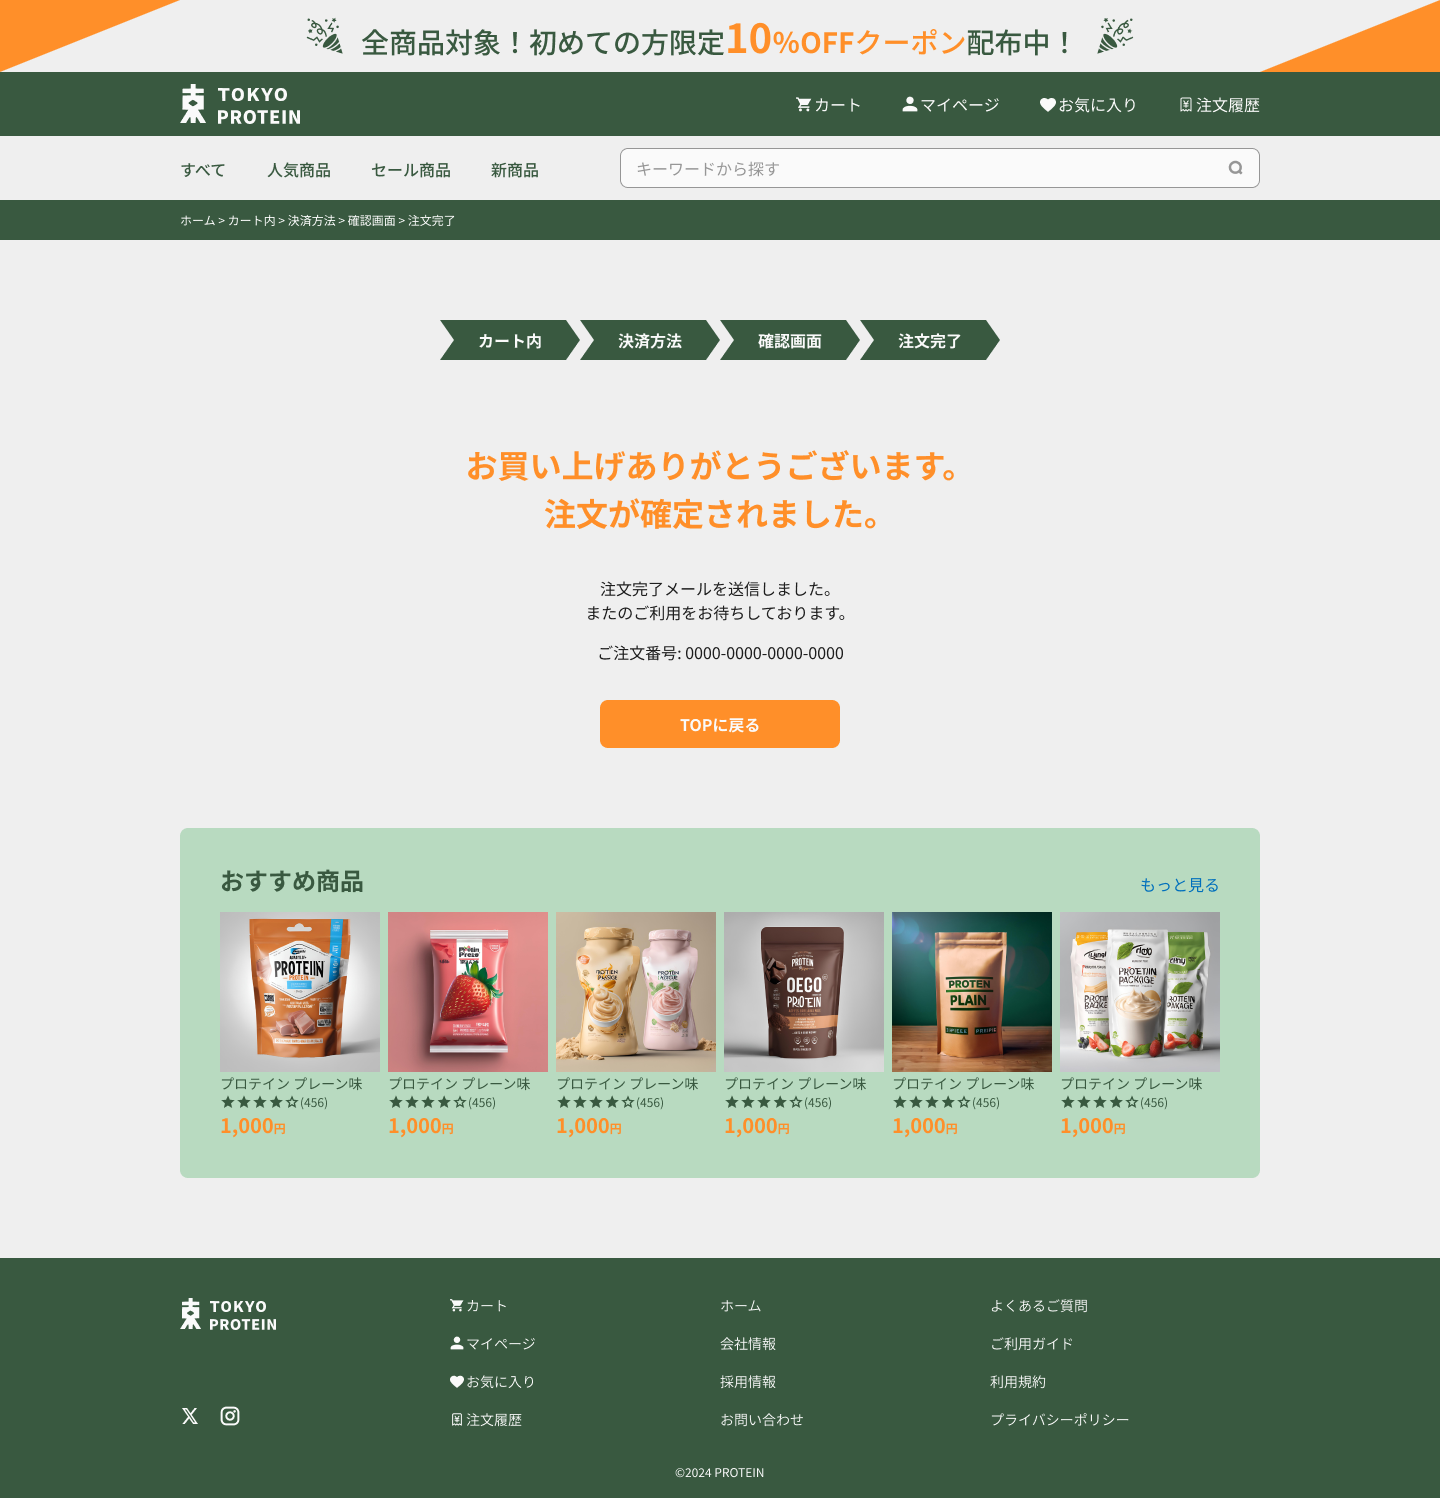 全商品対象！初めての方限定10%OFFクーポン配布中！
TOKYO
PROTEIN
カート
マイページ
お気に入り
注文履歴
すべて
人気商品
セール商品
新商品
キーワードから探す
ホーム > カート内 > 決済方法 > 確認画面 > 注文完了
カート内
決済方法
確認画面
注文完了
お買い上げありがとうございます。
注文が確定されました。
注文完了メールを送信しました。
またのご利用をお待ちしております。
ご注文番号: 0000-0000-0000-0000
TOPに戻る
おすすめ商品
もっと見る
PROTEIIN
PROTEIN
OEGO
PROTEIN
PROTEN
PLAIN
PACKAGE
プロテイン プレーン味
★★★★☆(456)
1,000円
プロテイン プレーン味
★★★★☆(456)
1,000円
プロテイン プレーン味
★★★★☆(456)
1,000円
プロテイン プレーン味
★★★★☆(456)
1,000円
プロテイン プレーン味
★★★★☆(456)
1,000円
プロテイン プレーン味
★★★★☆(456)
1,000円
TOKYO
PROTEIN
カート
マイページ
お気に入り
注文履歴
ホーム
会社情報
採用情報
お問い合わせ
よくあるご質問
ご利用ガイド
利用規約
プライバシーポリシー
©2024 PROTEIN